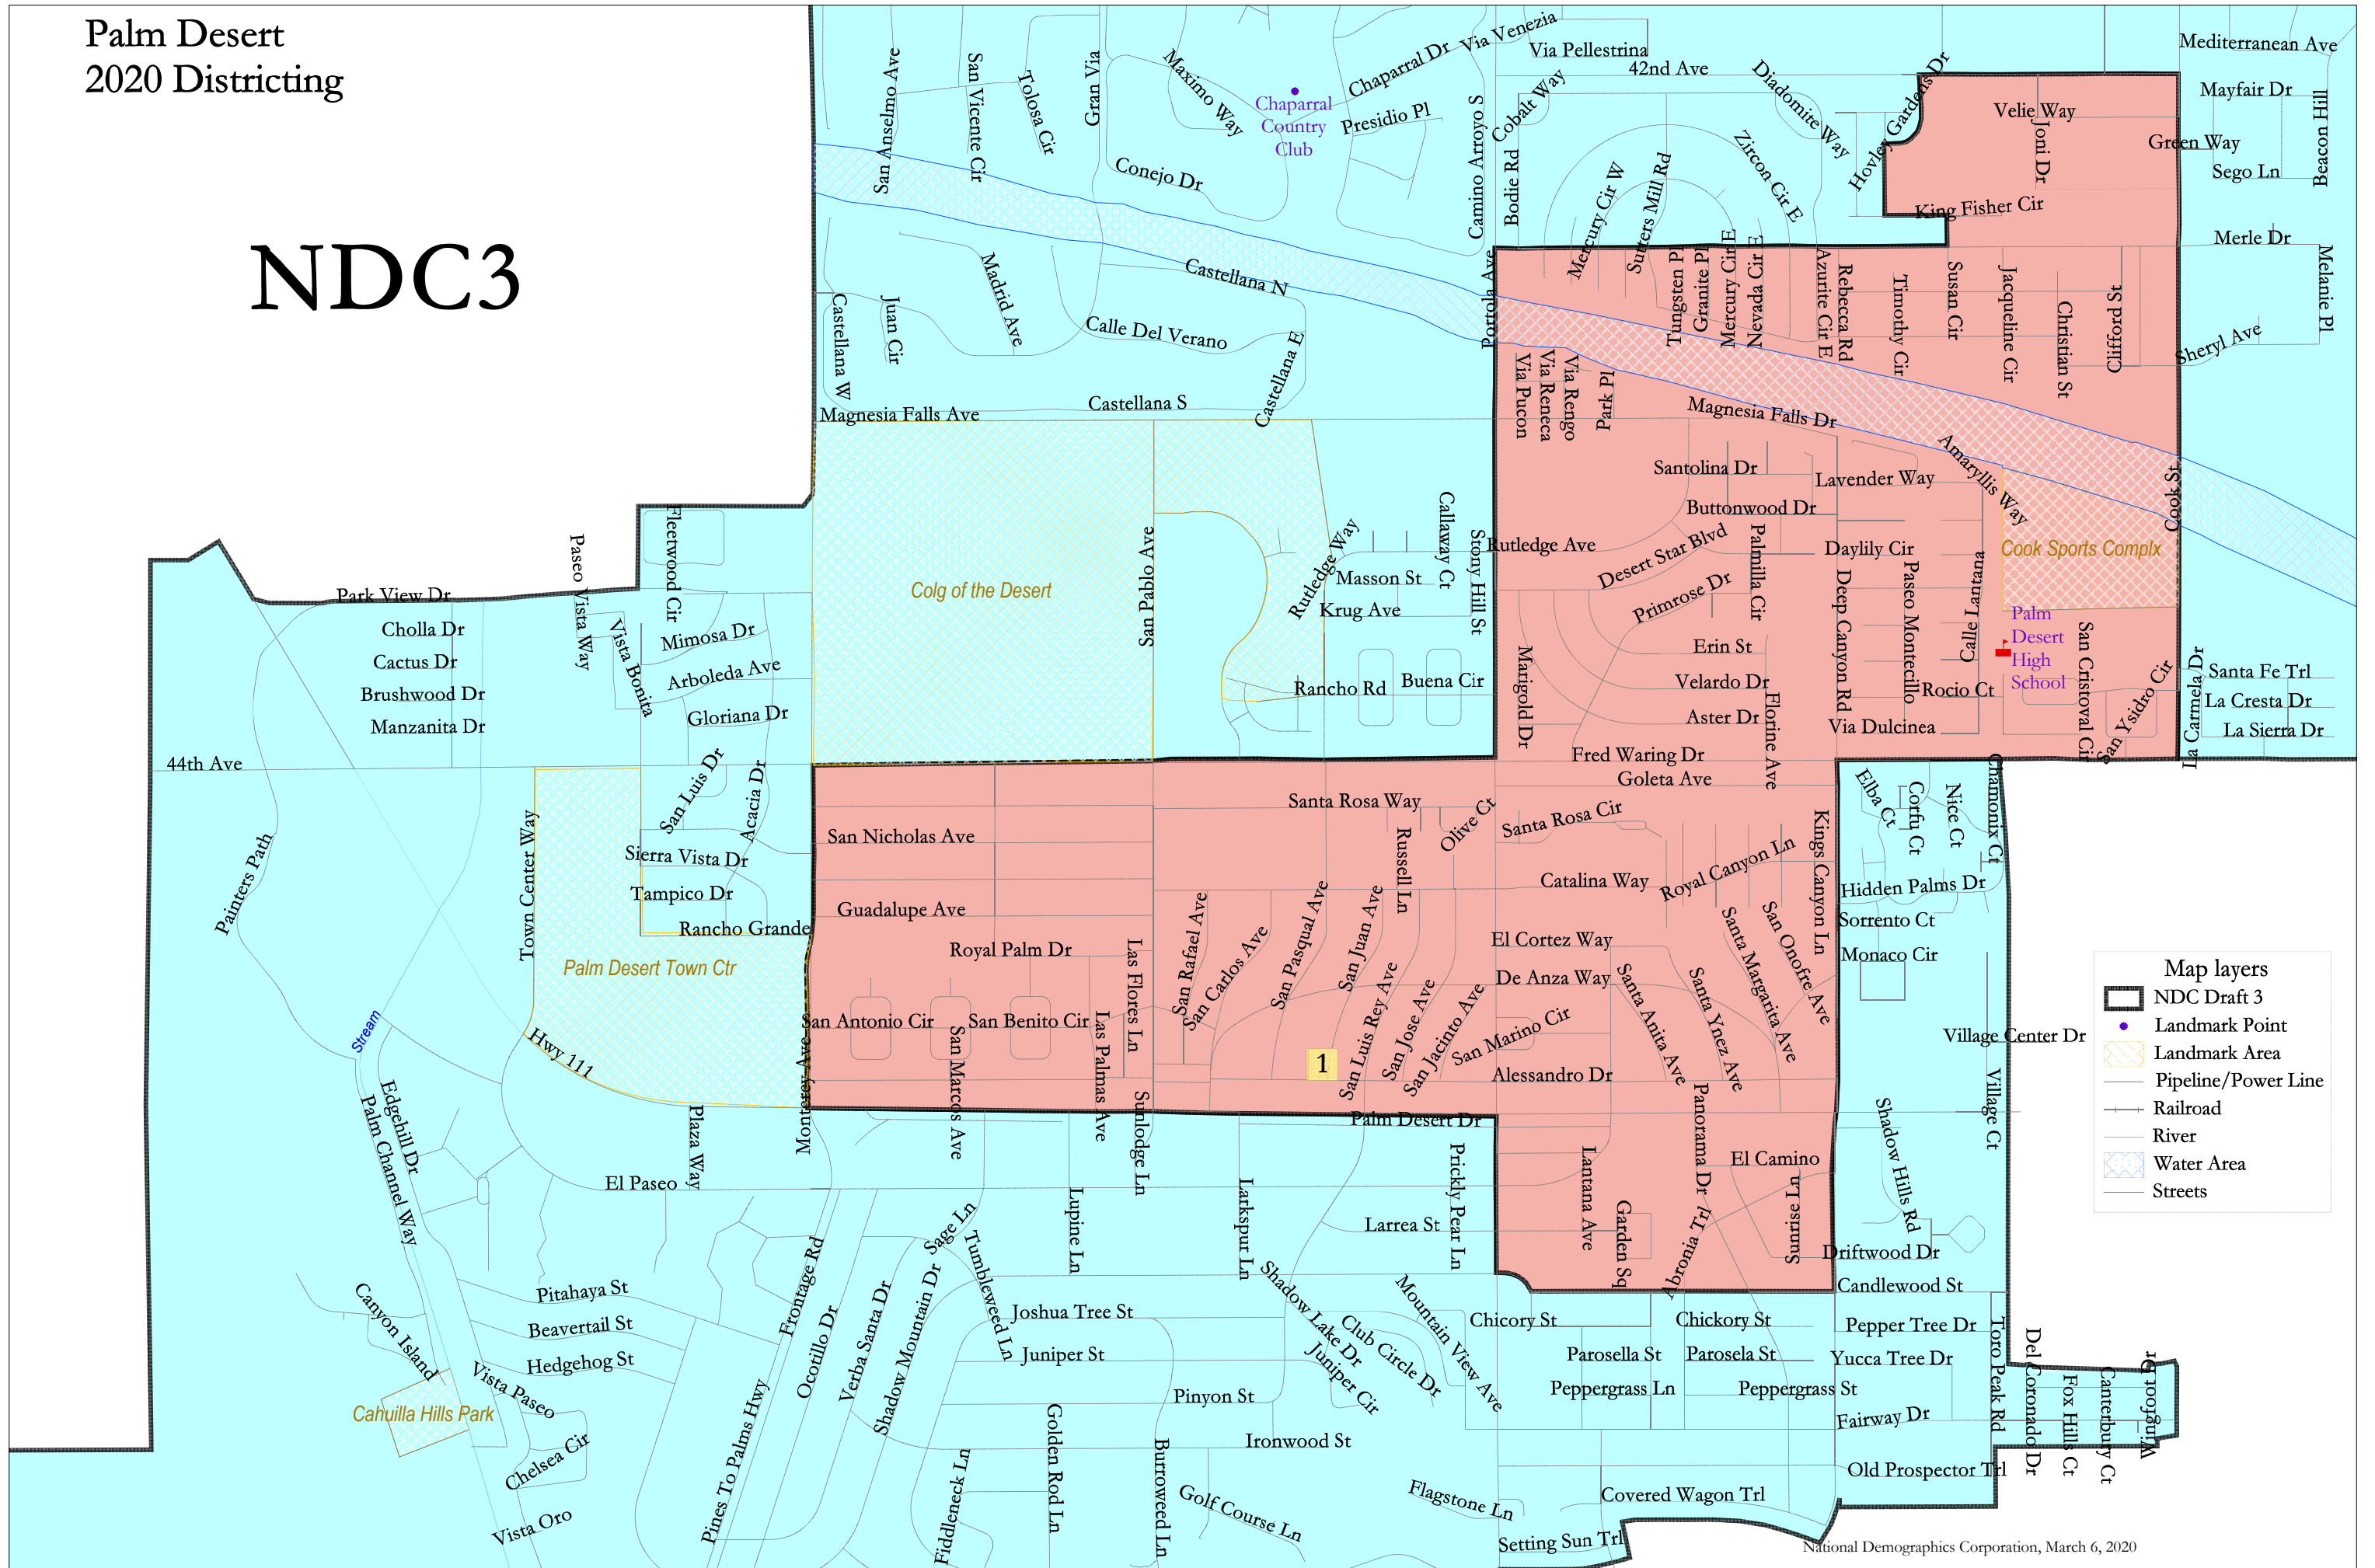 Palm Desert
2020 Districting
NDC3
San Anselmo Ave
San Vicente Cir
Tolosa Cir
Gran Via
Maximo Way
Chaparral
Country
Club
Chaparral Dr
Via Venezia
Via Pellestrina
42nd Ave
Presidio Pl
Conejo Dr
Camino Arroyo S
Cobalt Way
Bodie Rd
Diadomite Way
Hovley Gardens Dr
Zircon Cir E
Sutters Mill Rd
Mercury Cir W
Velie Way
Joni Dr
King Fisher Cir
Mediterranean Ave
Mayfair Dr
Green Way
Sego Ln
Beacon Hill
Merle Dr
Melanie Pl
Sheryl Ave
Castellana N
Madrid Ave
Juan Cir
Castellana W
Calle Del Verano
Castellana E
Castellana S
Magnesia Falls Ave
Portola Ave
Tungsten Pl
Granite Pl
Mercury Cir E
Nevada Cir E
Azurite Cir E
Rebecca Rd
Timothy Cir
Susan Cir
Jacqueline Cir
Christian St
Clifford St
Via Pucon
Via Reneca
Via Rengo
Park Pl
Magnesia Falls Dr
Santolina Dr
Lavender Way
Amaryllis Way
Buttonwood Dr
Cook St
Fleetwood Cir
Paseo Vista Way
Park View Dr
Cholla Dr
Cactus Dr
Brushwood Dr
Manzanita Dr
Vista Bonita
Mimosa Dr
Arboleda Ave
Gloriana Dr
Colg of the Desert
San Pablo Ave
Rutledge Way
Callaway Ct
Stony Hill St
Masson St
Krug Ave
Rancho Rd
Buena Cir
Rutledge Ave
Desert Star Blvd
Palmilla Cir
Daylily Cir
Cook Sports Complx
Primrose Dr
Deep Canyon Rd
Paseo Montecillo
Calle Lantana
Palm
Desert
High
School
San Cristoval Cir
San Ysidro Cir
La Carmela Dr
Santa Fe Trl
La Cresta Dr
La Sierra Dr
Marigold Dr
Erin St
Velardo Dr
Florine Ave
Aster Dr
Rocio Ct
Via Dulcinea
Fred Waring Dr
Goleta Ave
44th Ave
San Luis Dr
Acacia Dr
Painters Path
Town Center Way
Sierra Vista Dr
Tampico Dr
Rancho Grande
Palm Desert Town Ctr
Stream
Hwy 111
San Nicholas Ave
Guadalupe Ave
Royal Palm Dr
Las Flores Ln
San Antonio Cir
San Benito Cir
San Marcos Ave
Las Palmas Ave
Monterey Ave
Santa Rosa Way
Russell Ln
Olive Ct
Santa Rosa Cir
Catalina Way
Royal Canyon Ln
Kings Canyon Ln
San Rafael Ave
San Carlos Ave
San Pasqual Ave
San Juan Ave
San Luis Rey Ave
San Jose Ave
San Jacinto Ave
El Cortez Way
De Anza Way
San Marino Cir
Santa Anita Ave
Santa Ynez Ave
Santa Margarita Ave
San Onofre Ave
1
Alessandro Dr
Elba Ct
Corfu Ct
Nice Ct
Chamonix Ct
Hidden Palms Dr
Sorrento Ct
Monaco Cir
Village Center Dr
Village Ct
Map layers
NDC Draft 3
Landmark Point
Landmark Area
Pipeline/Power Line
Railroad
River
Water Area
Streets
Edgehill Dr
Palm Channel Way
Plaza Way
El Paseo
Sunlodge Ln
Palm Desert Dr
Prickly Pear Ln
Lantana Ave
Panorama Dr
El Camino
Sunrise Ln
Shadow Hills Rd
Larkspur Ln
Lupine Ln
Sage Ln
Tumbleweed Ln
Larrea St
Garden Sq
Abronia Trl
Driftwood Dr
Candlewood St
Pitahaya St
Beavertail St
Hedgehog St
Canyon Island
Vista Paseo
Cahuilla Hills Park
Chelsea Cir
Vista Oro
Frontage Rd
Ocotillo Dr
Verba Santa Dr
Shadow Mountain Dr
Pines To Palms Hwy
Joshua Tree St
Juniper St
Shadow Lake Dr
Club Circle Dr
Juniper Cir
Mountain View Ave
Pinyon St
Ironwood St
Golden Rod Ln
Burroweed Ln
Fiddleneck Ln
Golf Course Ln
Flagstone Ln
Chicory St
Chickory St
Parosella St
Parosela St
Peppergrass Ln
Peppergrass St
Pepper Tree Dr
Yucca Tree Dr
Fairway Dr
Toro Peak Rd
Del Coronado Dr
Fox Hills Ct
Canterbury Ct
Wingfoot Dr
Old Prospector Trl
Covered Wagon Trl
Setting Sun Trl
National Demographics Corporation, March 6, 2020